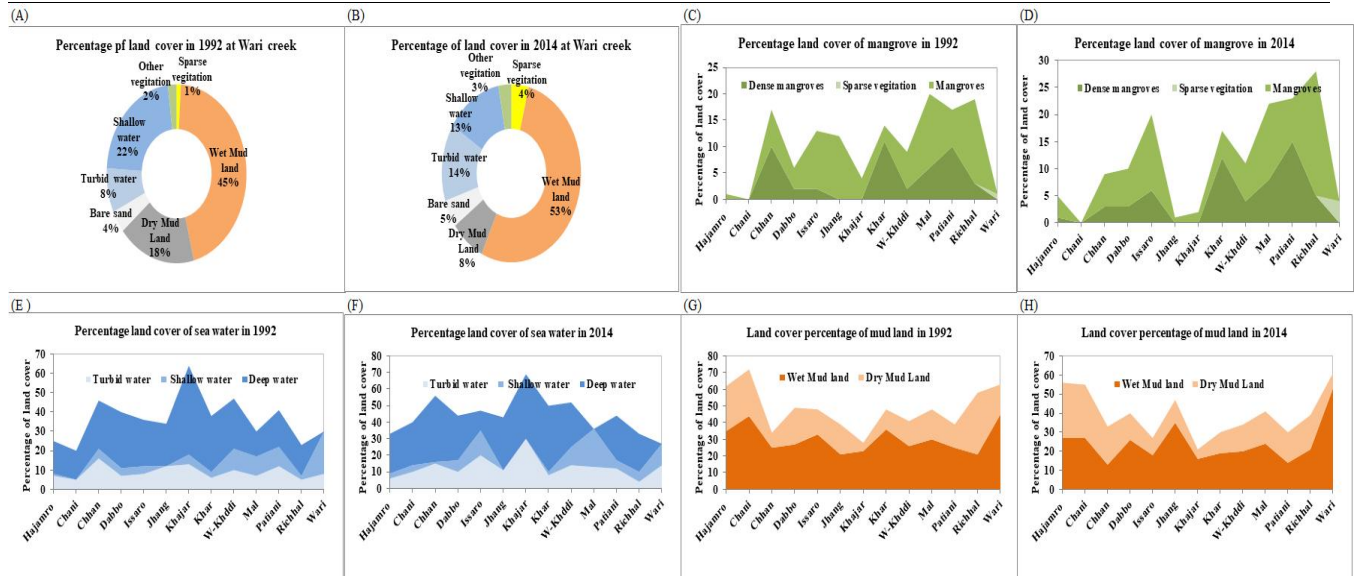 (A)
Percentage pf land cover in 1992 at Wari creek
Other
vegitation
2%
Sparse
vegitation
1%
Shallow
water
22%
Wet Mud
land
45%
Turbid water
8%
Bare sand
4%
Dry Mud
Land
18%
(B)
Percentage of land cover in 2014 at Wari creek
Other
vegitation
3%
Sparse
vegitation
4%
Shallow
water
13%
Turbid water
14%
Wet Mud
land
53%
Bare sand
5%
Dry Mud
Land
8%
(C)
Percentage land cover of mangrove in 1992
Percentage of land cover
25
20
15
10
5
0
Dense mangroves
Sparse vegitation
Mangroves
Hajamro
Chani
Chhan
Dabbo
Issaro
Jhang
Khajar
Khar
W-Khddi
Mal
Patiani
Richhal
Wari
(D)
Percentage land cover of mangrove in 2014
Percentage of land cover
30
25
20
15
10
5
0
Dense mangroves
Sparse vegitation
Mangroves
Hajamro
Chani
Chhan
Dabbo
Issaro
Jhang
Khajar
Khar
W-Khddi
Mal
Patiani
Richhal
Wari
(E )
Percentage land cover of sea water in 1992
Percentage of land cover
70
60
50
40
30
20
10
0
Turbid water
Shallow water
Deep water
Hajamro
Chani
Chhan
Dabbo
Issaro
Jhang
Khajar
Khar
W-Khddi
Mal
Patiani
Richhal
Wari
(F)
Percentage land cover of sea water in 2014
Percentage of land cover
80
70
60
50
40
30
20
10
0
Turbid water
Shallow water
Deep water
Hajamro
Chani
Chhan
Dabbo
Issaro
Jhang
Khajar
Khar
W-Khddi
Mal
Patiani
Richhal
Wari
(G)
Land cover percentage of mud land in 1992
Percentage of land cover
80
70
60
50
40
30
20
10
0
Wet Mud land
Dry Mud Land
Hajamro
Chani
Chhan
Dabbo
Issaro
Jhang
Khajar
Khar
W-Khddi
Mal
Patiani
Richhal
Wari
(H)
Land cover percentage of mud land in 2014
Percentage of land cover
70
60
50
40
30
20
10
0
Wet Mud land
Dry Mud Land
Hajamro
Chani
Chhan
Dabbo
Issaro
Jhang
Khajar
Khar
W-Khddi
Mal
Patiani
Richhal
Wari